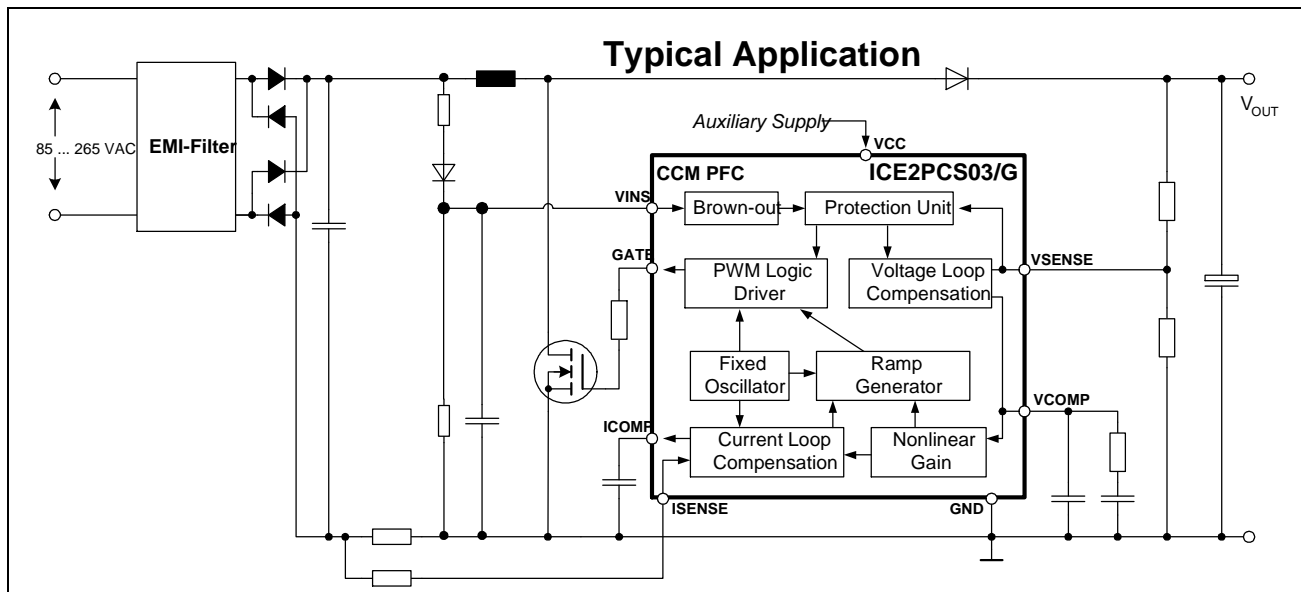 Typical Application
Auxiliary Supply
VCC
85 ... 265 VAC
EMI-Filter
V_OUT
CCM PFC
ICE2PCS03/G
VINS
Brown-out
Protection Unit
GATE
PWM Logic
Driver
Voltage Loop
Compensation
VSENSE
Fixed
Oscillator
Ramp
Generator
VCOMP
ICOMP
Current Loop
Compensation
Nonlinear
Gain
ISENSE
GND